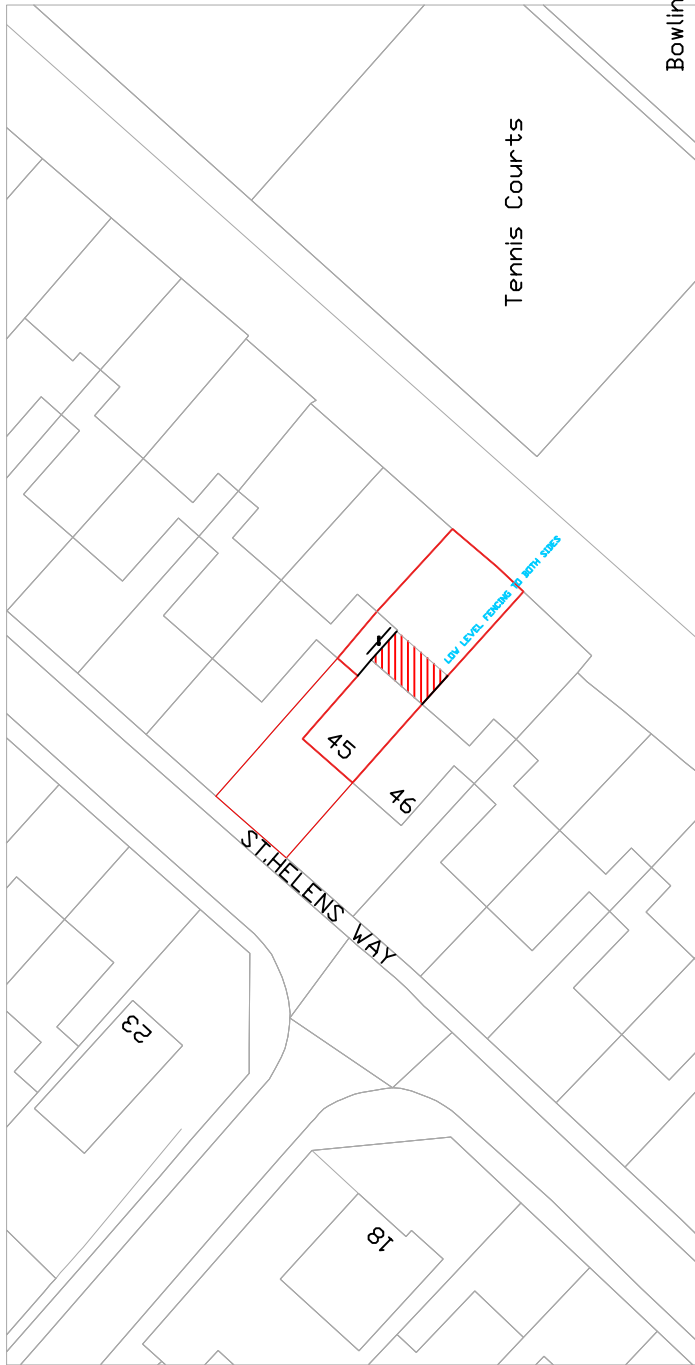 Bowlin
Tennis Courts
LOW LEVEL FENCING TO BOTH SIDES
45
46
ST.HELENS WAY
23
18